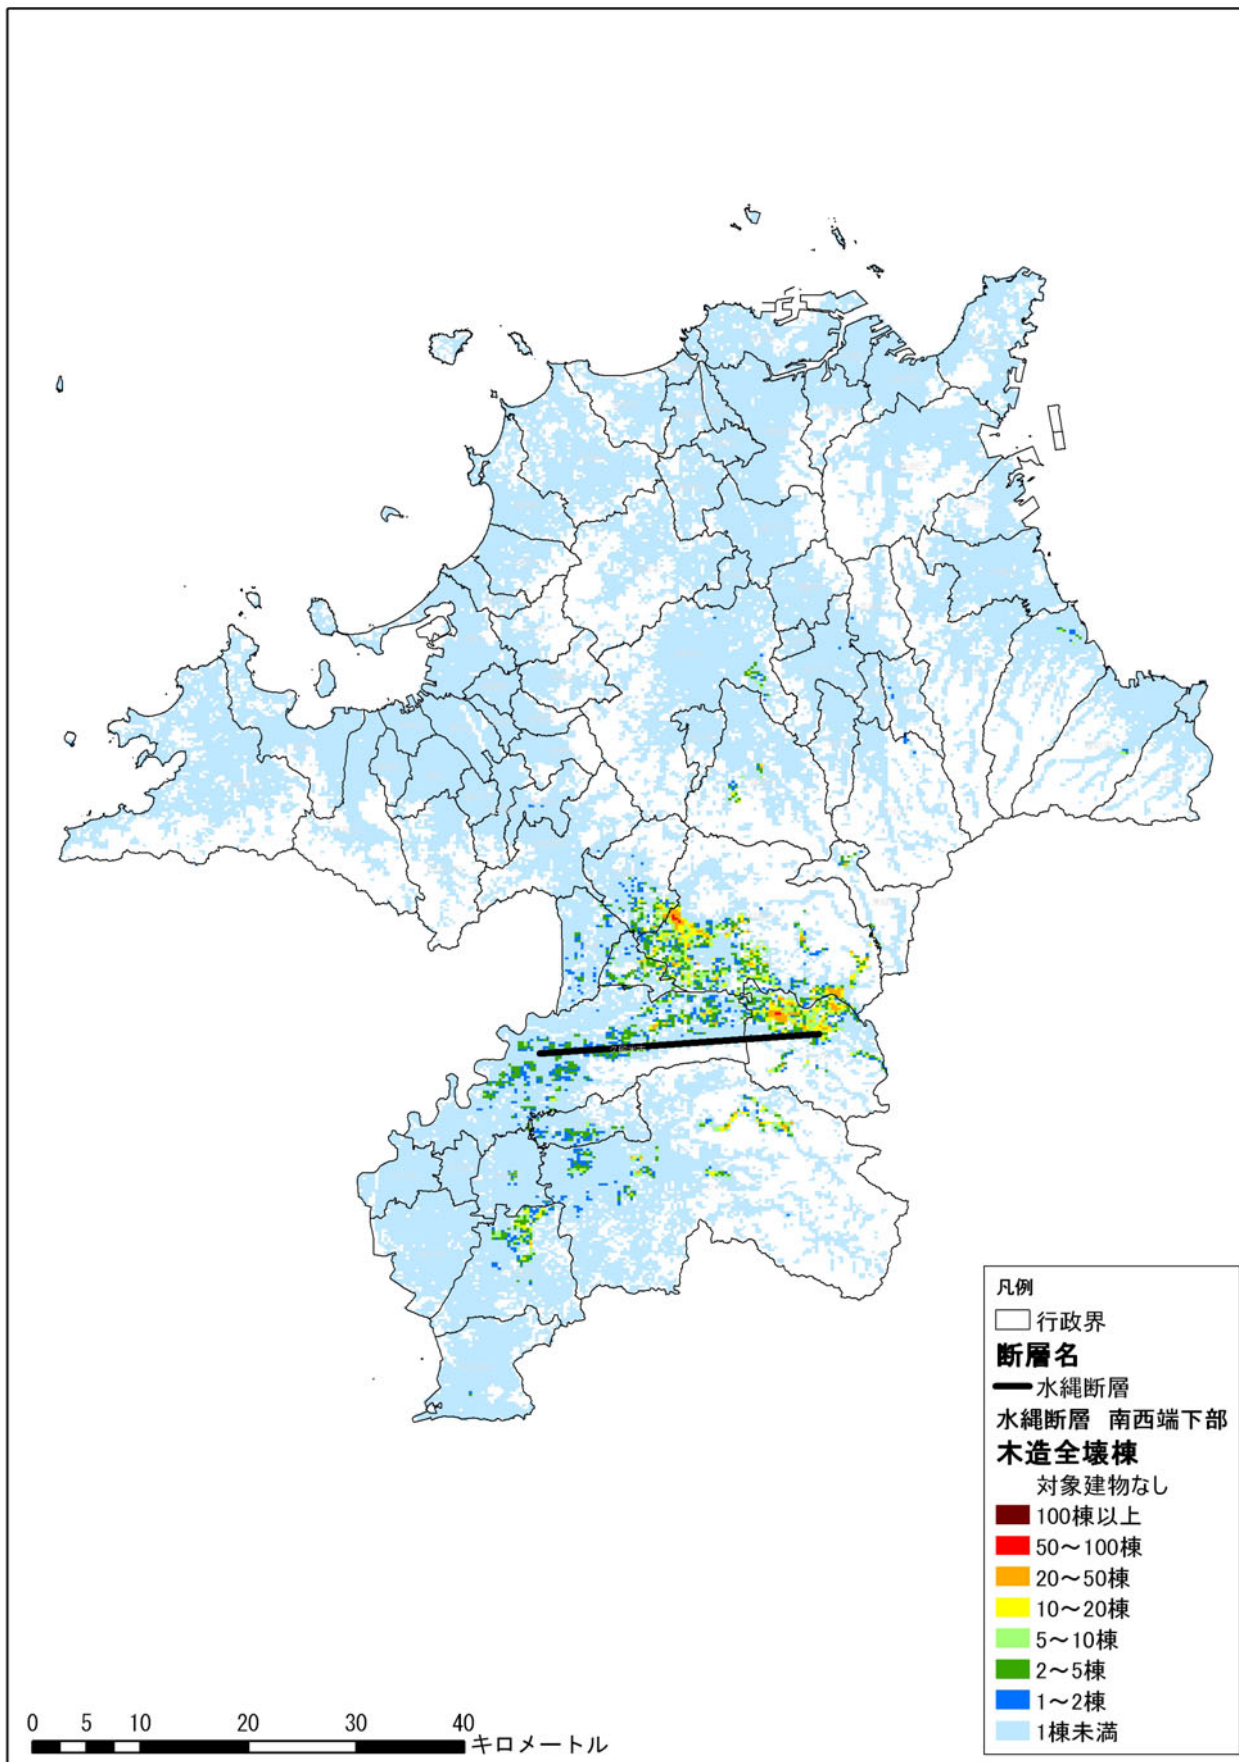 凡例
行政界
断層名
水縄断層
水縄断層 南西端下部
木造全壊棟
対象建物なし
100棟以上
50～100棟
20～50棟
10～20棟
5～10棟
2～5棟
1～2棟
1棟未満
0 5 10 20 30 40
キロメートル